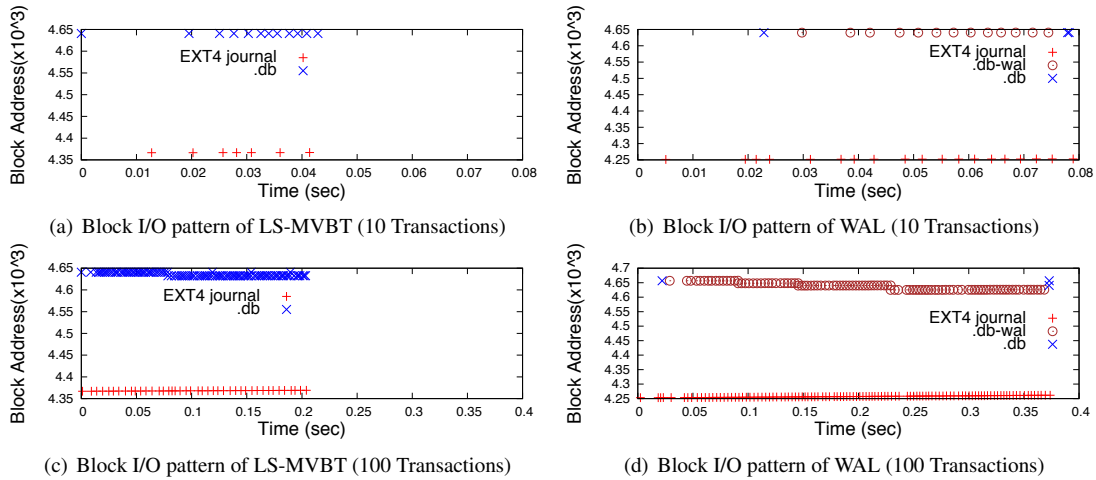 4.65
4.6
4.55
4.5
4.45
4.4
4.35
Block Address(x10^3)
EXT4 journal
.db
0 0.01 0.02 0.03 0.04 0.05 0.06 0.07 0.08
Time (sec)
(a) Block I/O pattern of LS-MVBT (10 Transactions)
4.65
4.6
4.55
4.5
4.45
4.4
4.35
4.3
4.25
Block Address(x10^3)
EXT4 journal
.db-wal
.db
0 0.01 0.02 0.03 0.04 0.05 0.06 0.07 0.08
Time (sec)
(b) Block I/O pattern of WAL (10 Transactions)
4.65
4.6
4.55
4.5
4.45
4.4
4.35
Block Address(x10^3)
EXT4 journal
.db
0 0.05 0.1 0.15 0.2 0.25 0.3 0.35 0.4
Time (sec)
(c) Block I/O pattern of LS-MVBT (100 Transactions)
4.7
4.65
4.6
4.55
4.5
4.45
4.4
4.35
4.3
4.25
Block Address(x10^3)
EXT4 journal
.db-wal
.db
0 0.05 0.1 0.15 0.2 0.25 0.3 0.35 0.4
Time (sec)
(d) Block I/O pattern of WAL (100 Transactions)